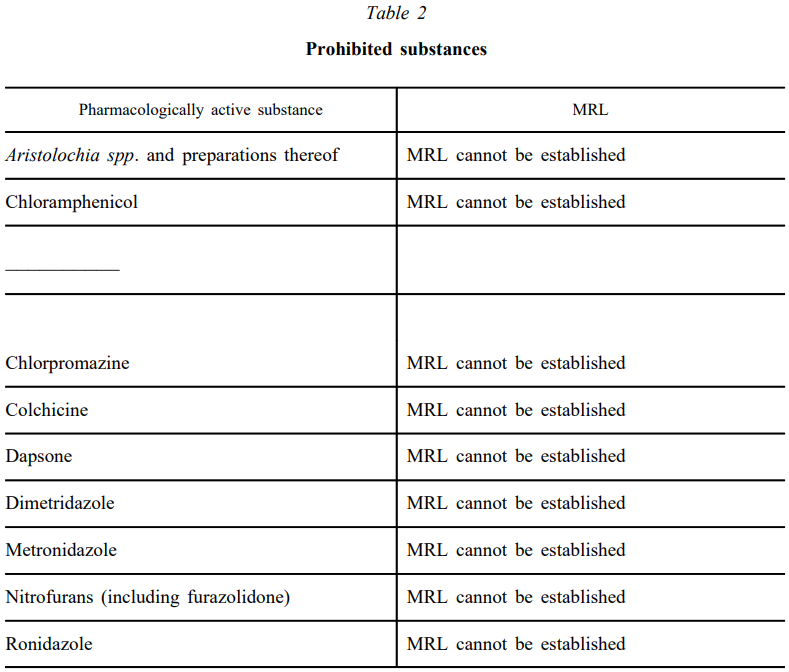 Table 2
Prohibited substances
Pharmacologically active substance MRL
Aristolochia spp. and preparations thereof MRL cannot be established
Chloramphenicol MRL cannot be established
__________
Chlorpromazine MRL cannot be established
Colchicine MRL cannot be established
Dapsone MRL cannot be established
Dimetridazole MRL cannot be established
Metronidazole MRL cannot be established
Nitrofurans (including furazolidone) MRL cannot be established
Ronidazole MRL cannot be established